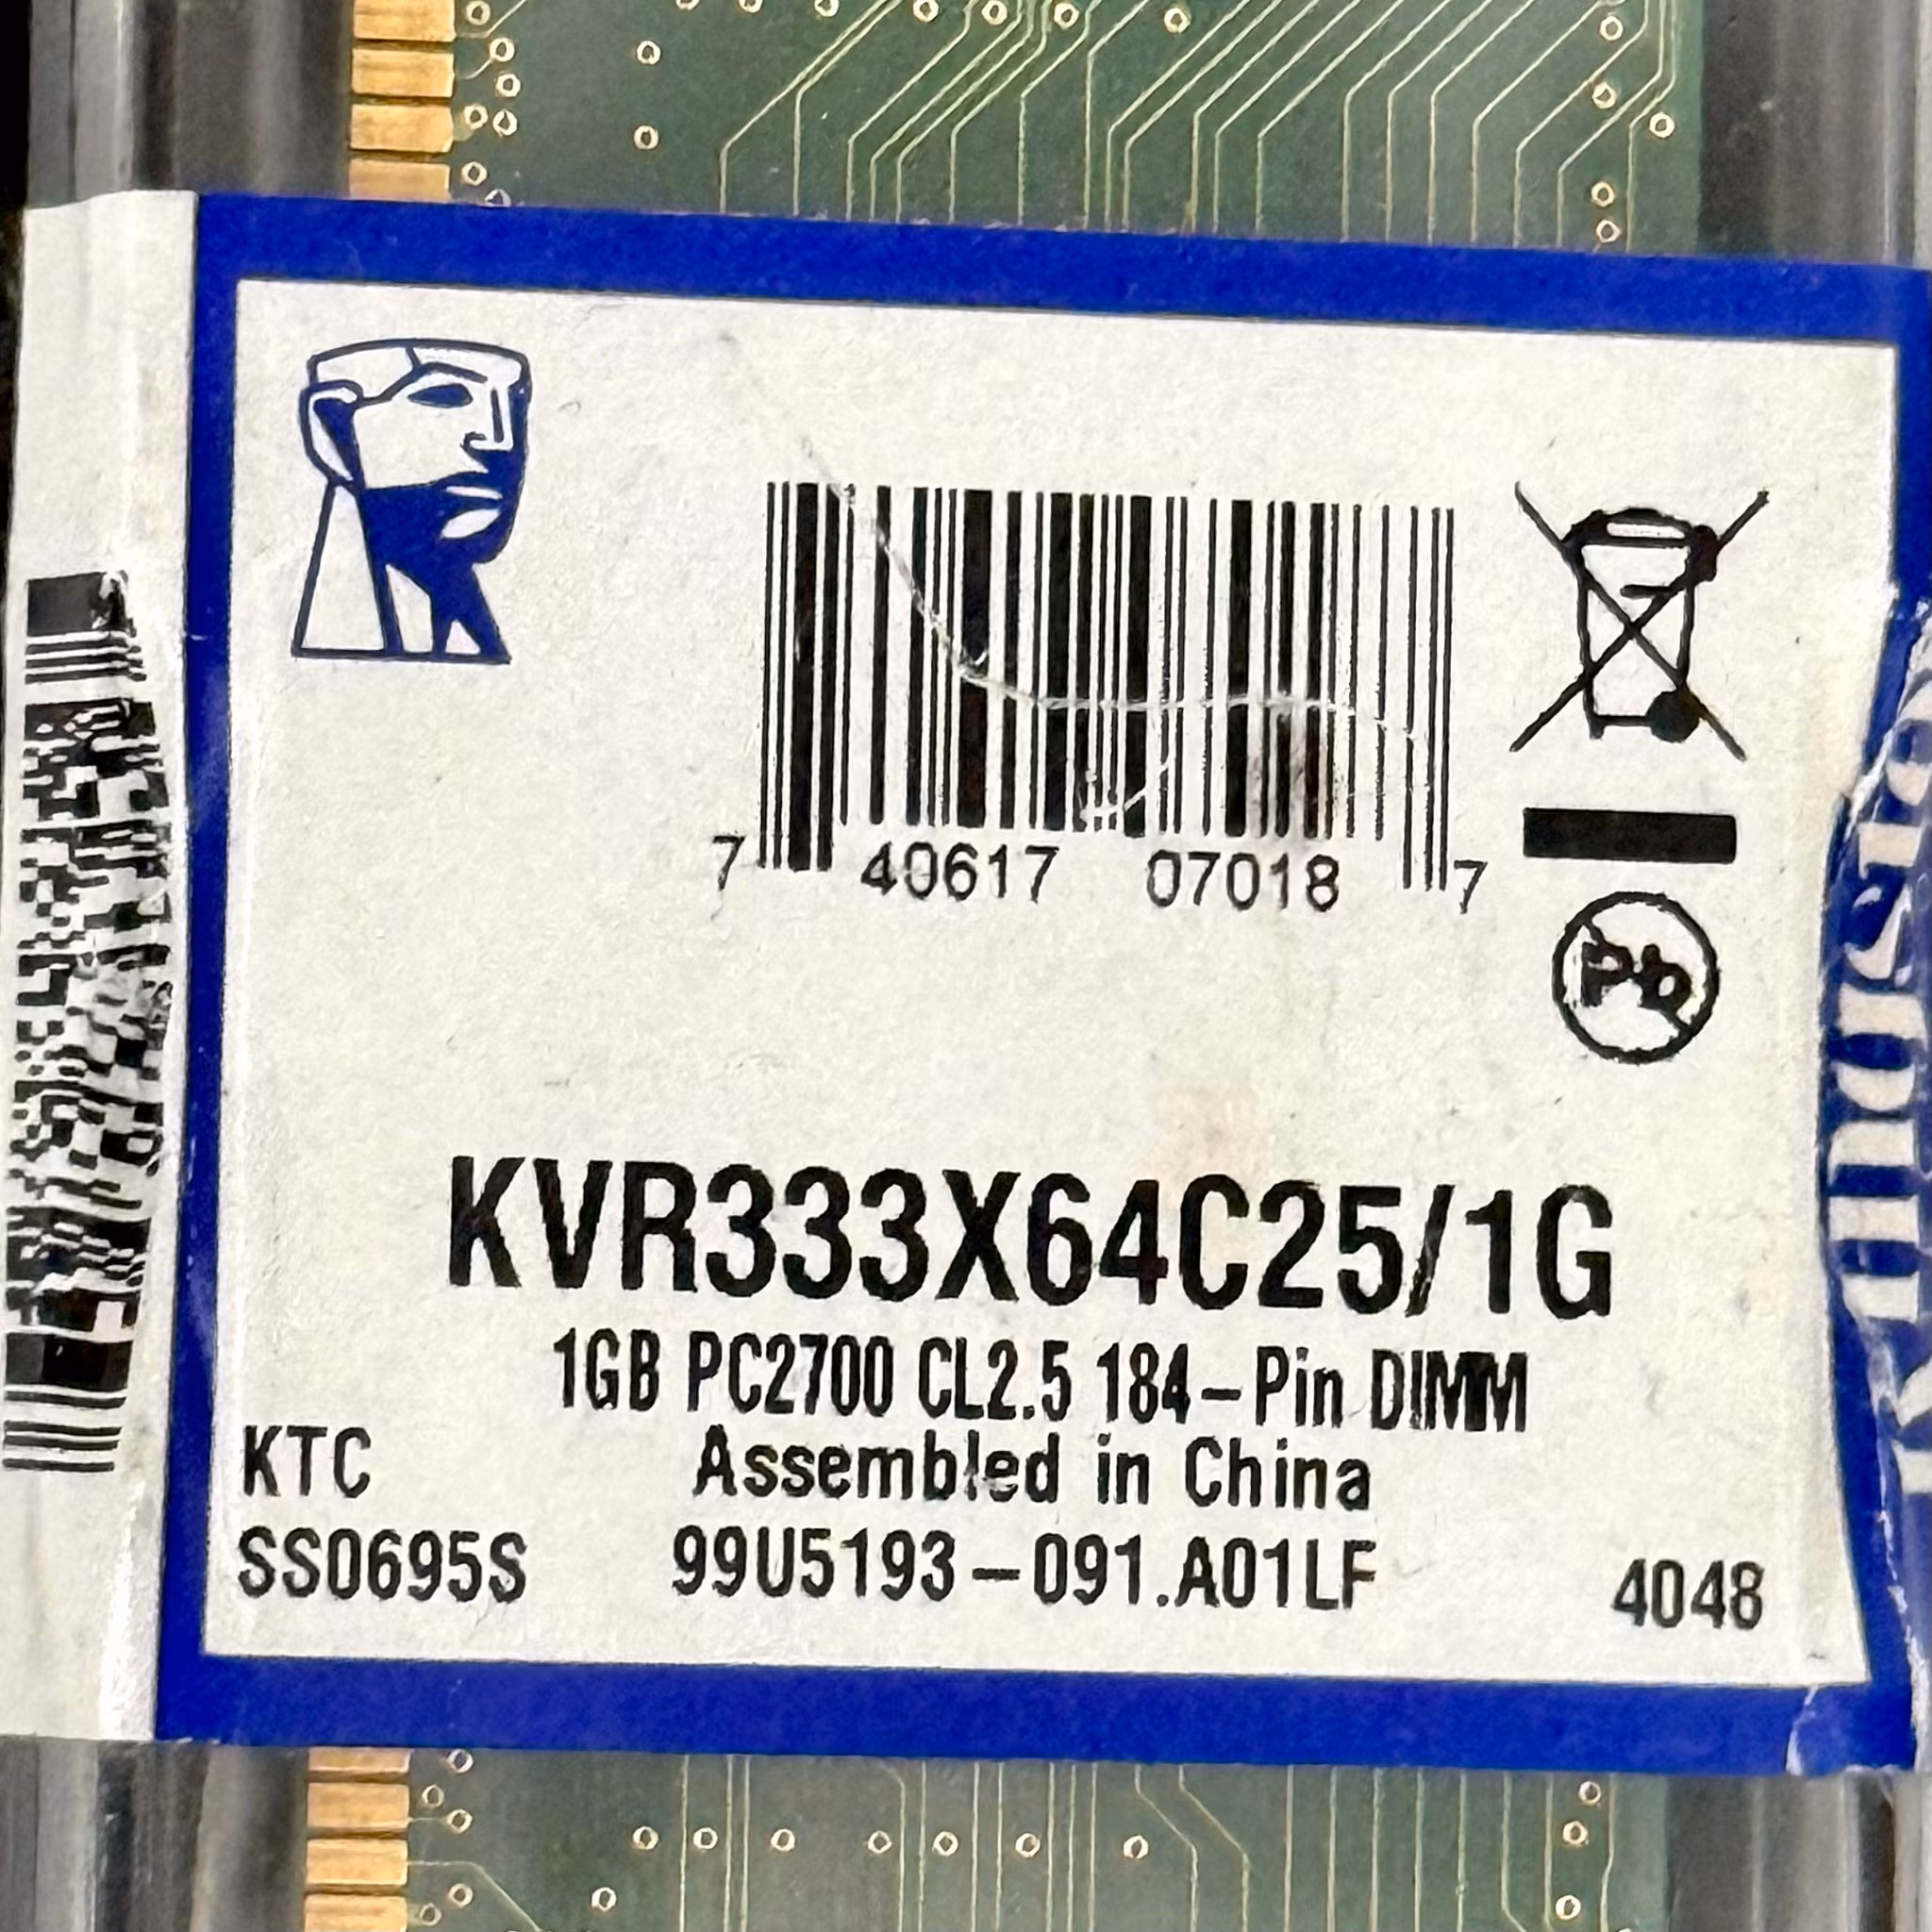 7 40617 07018 7
Pb
KVR333X64C25/1G
1GB PC2700 CL2.5 184-Pin DIMM
KTC
Assembled in China
SS0695S
99U5193-091.A01LF
4048